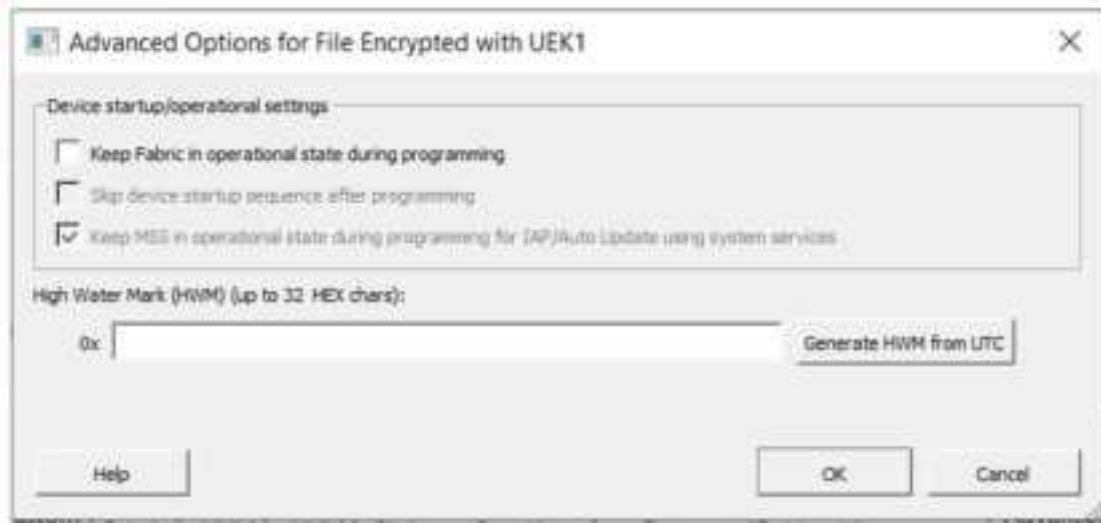 Advanced Options for File Encrypted with UEK1
Device startup/operational settings
Keep Fabric in operational state during programming
Skip device startup sequence after programming
Keep MSS in operational state during programming for IAP/Auto Update using system services
High Water Mark (HWM) (up to 32 HEX chars):
0x
Generate HWM from UTC
Help OK Cancel